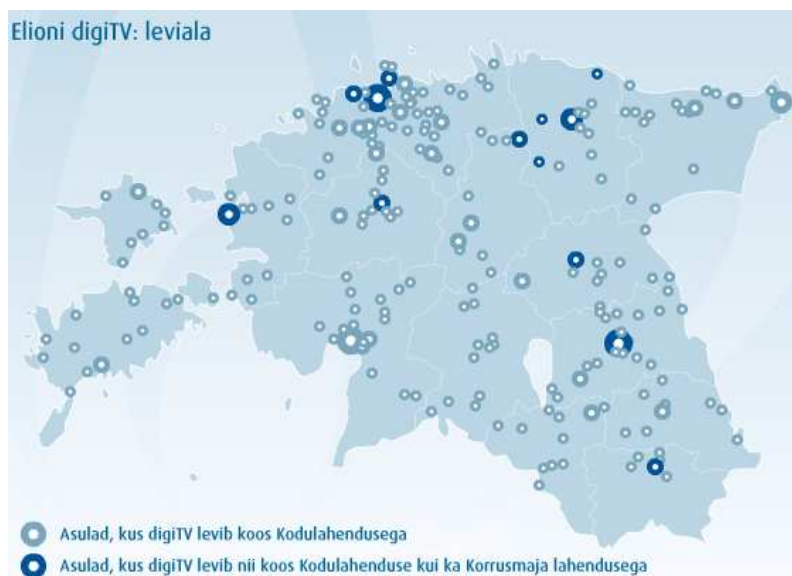 Elioni digiTV: leviala
Asulad, kus digiTV levib koos Kodulahendusega
Asulad, kus digiTV levib nii koos Kodulahenduse kui ka Korrusmaja lahendusega